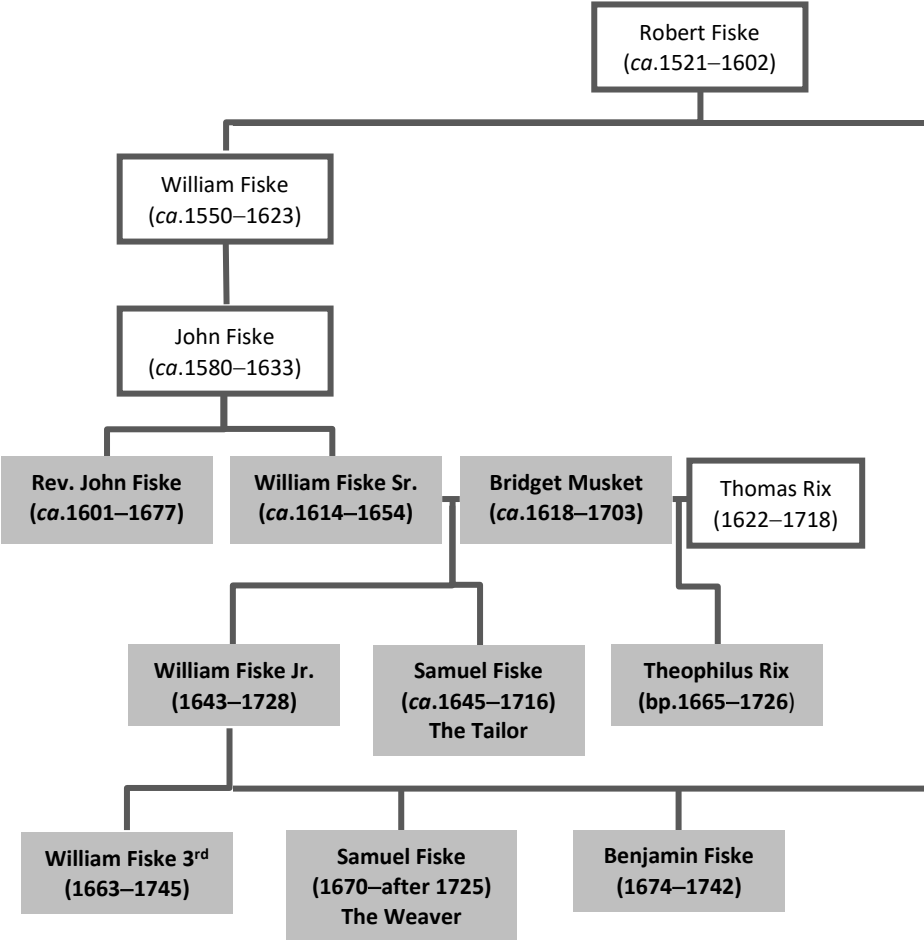 Robert Fiske
(ca.1521–1602)
William Fiske
(ca.1550–1623)
John Fiske
(ca.1580–1633)
Rev. John Fiske
(ca.1601–1677)
William Fiske Sr.
(ca.1614–1654)
Bridget Musket
(ca.1618–1703)
Thomas Rix
(1622–1718)
William Fiske Jr.
(1643–1728)
Samuel Fiske
(ca.1645–1716)
The Tailor
Theophilus Rix
(bp.1665–1726)
William Fiske 3rd
(1663–1745)
Samuel Fiske
(1670–after 1725)
The Weaver
Benjamin Fiske
(1674–1742)